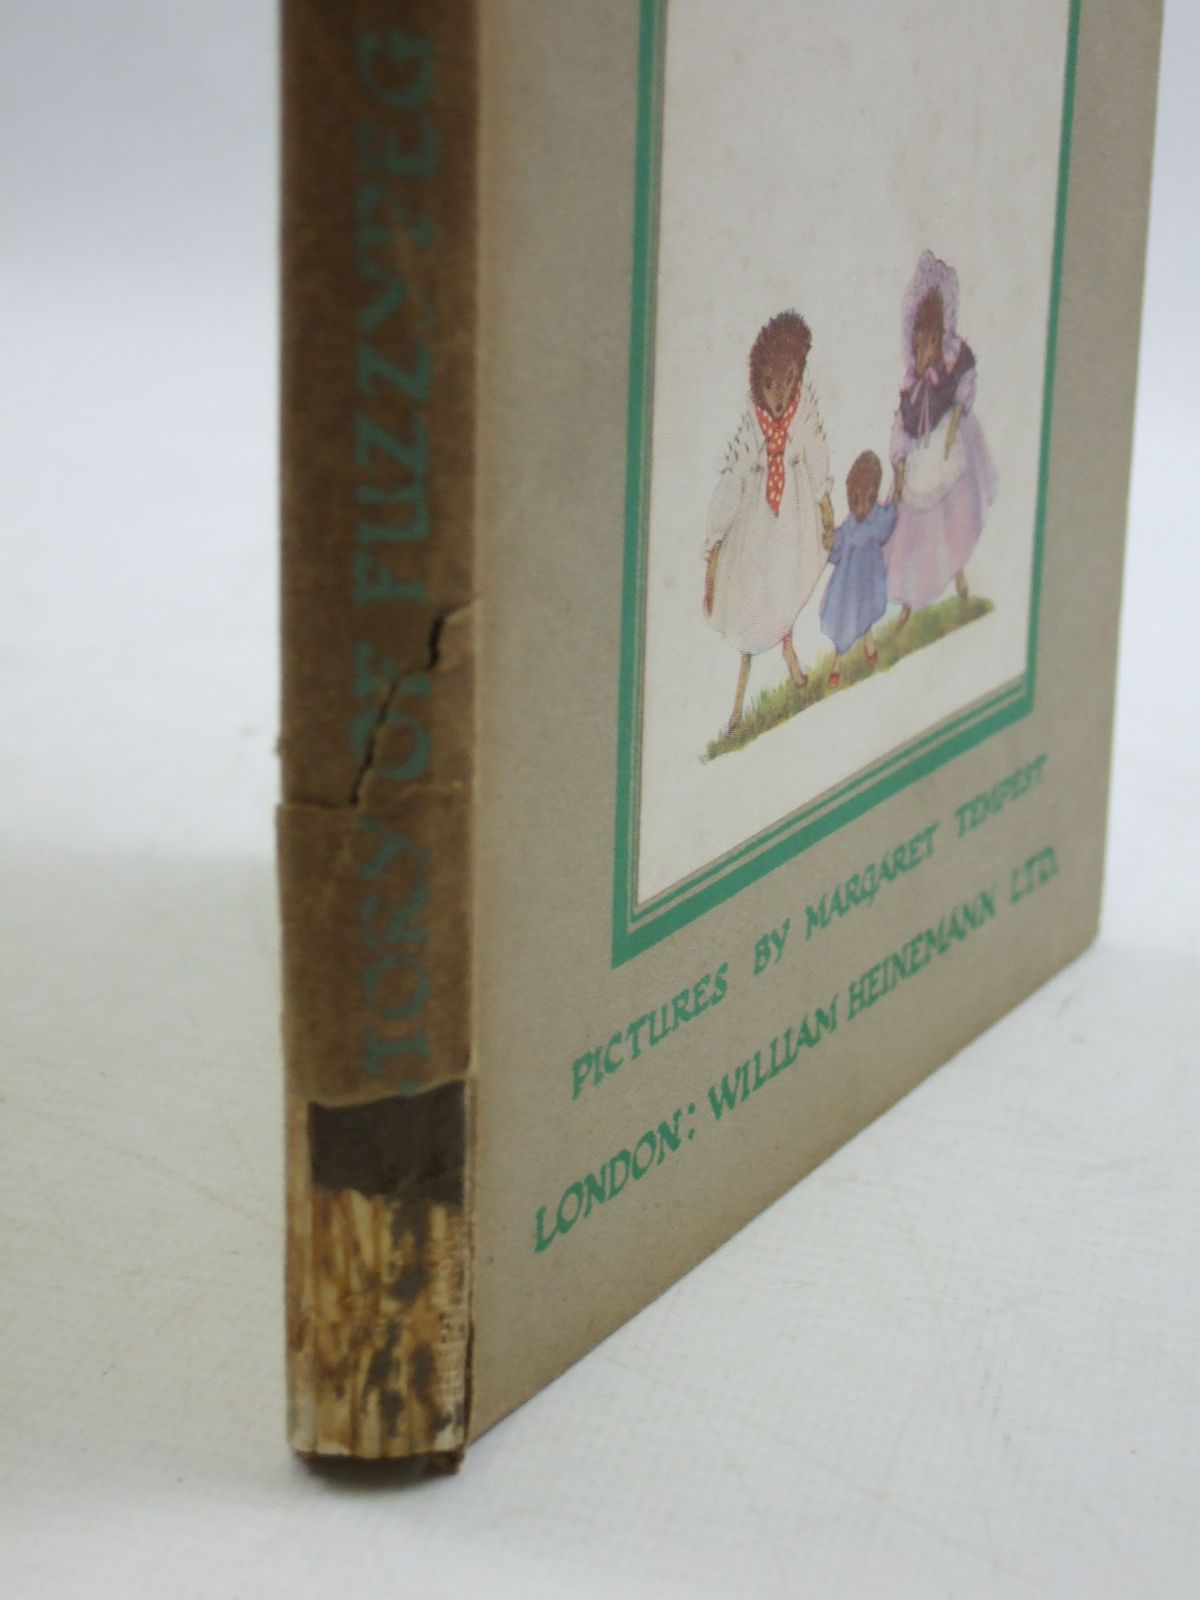 TORY OF FUZZYPEG
PICTURES BY MARGARET TEMPEST
LONDON: WILLIAM HEINEMANN LTD.